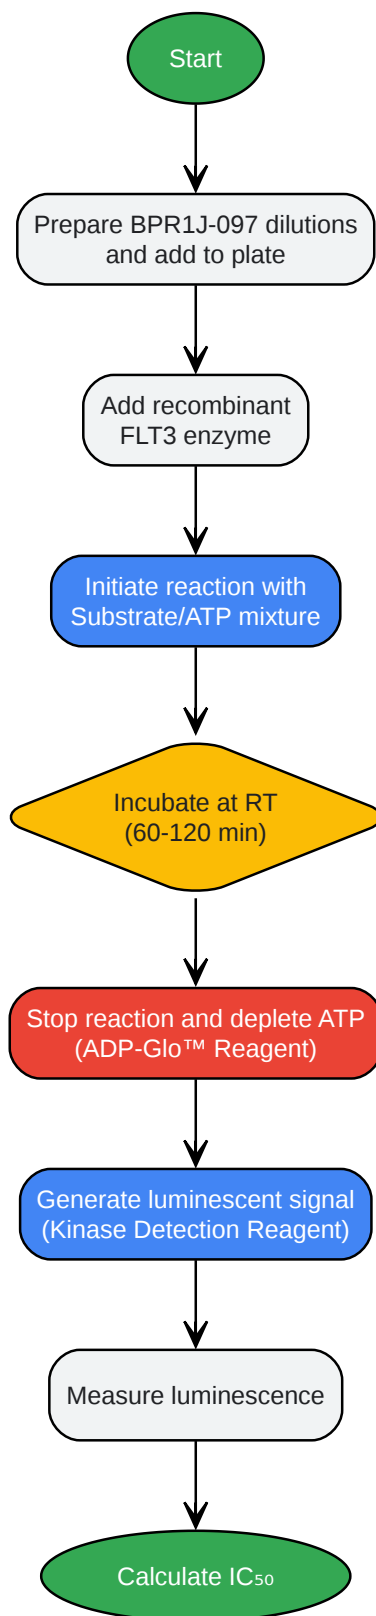 Start
Prepare BPR1J-097 dilutions
and add to plate
Add recombinant
FLT3 enzyme
Initiate reaction with
Substrate/ATP mixture
Incubate at RT
(60-120 min)
Stop reaction and deplete ATP
(ADP-Glo™ Reagent)
Generate luminescent signal
(Kinase Detection Reagent)
Measure luminescence
Calculate IC₅₀